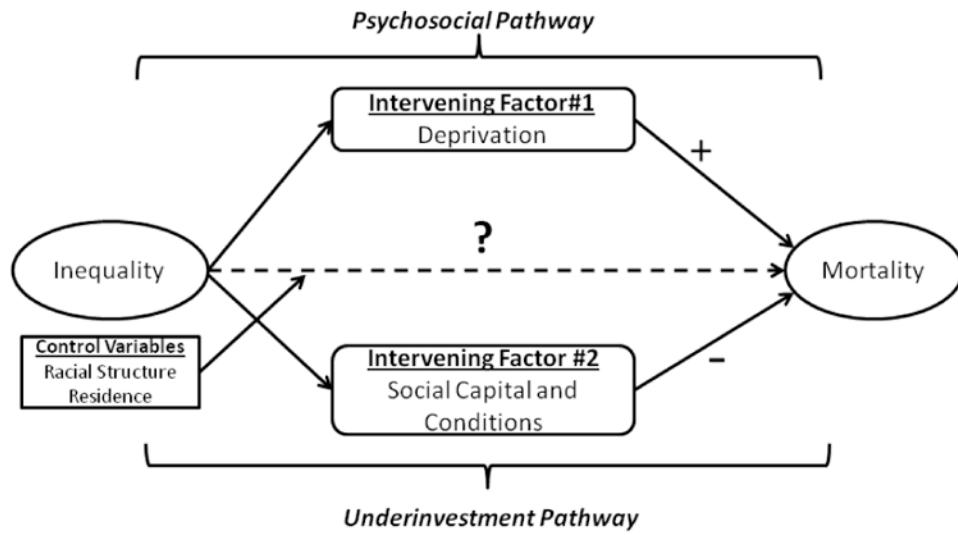 Psychosocial Pathway
Intervening Factor#1
Deprivation
+
?
Inequality
Mortality
Control Variables
Racial Structure
Residence
Intervening Factor #2
Social Capital and
Conditions
–
Underinvestment Pathway